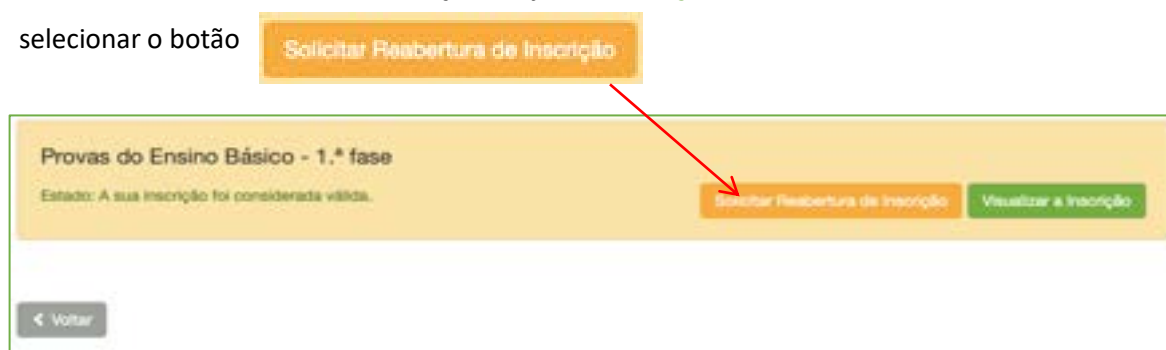 selecionar o botão Solicitar Reabertura de Inscrição
Provas do Ensino Básico - 1.ª fase
Estado: A sua inscrição foi considerada válida.
Solicitar Reabertura de Inscrição Visualizar a Inscrição
Voltar